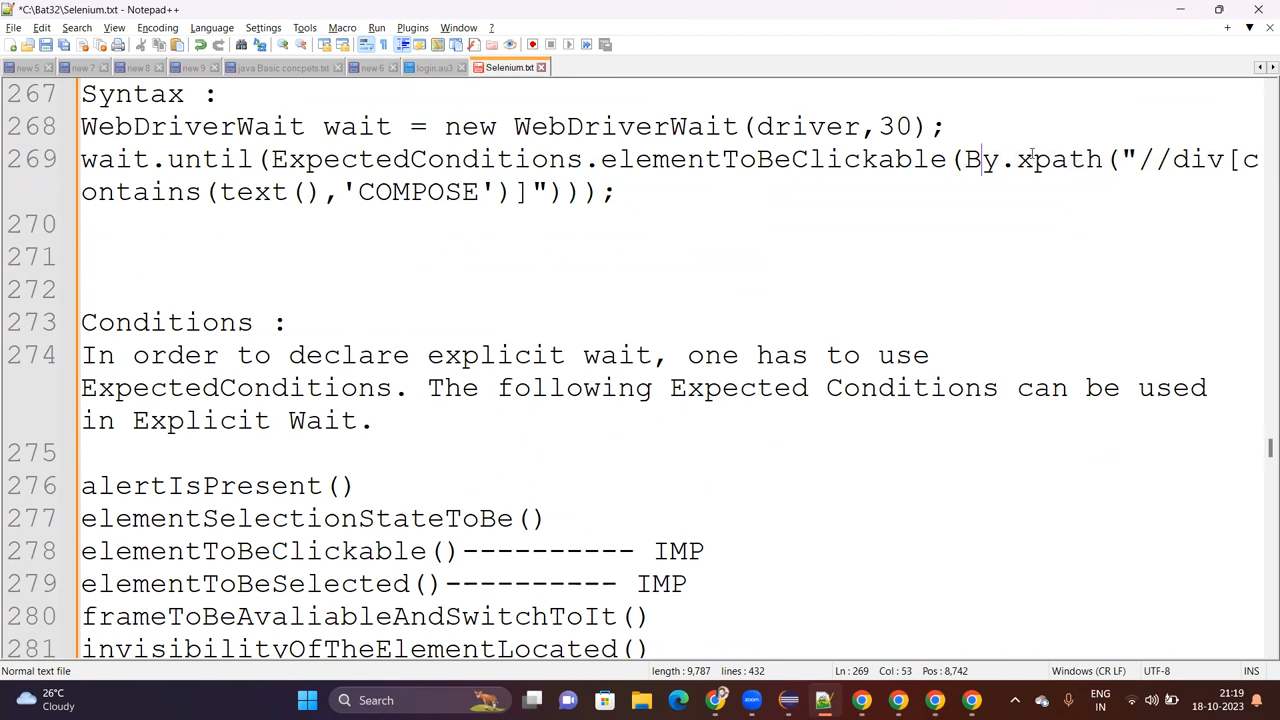 *C:\Bat32\Selenium.txt - Notepad++
File Edit Search View Encoding Language Settings Tools Macro Run Plugins Window ?
new 5 new 7 new 8 new 9 java Basic concpets.txt new 6 login.au3 Selenium.txt
267 Syntax :
268 WebDriverWait wait = new WebDriverWait(driver,30);
269 wait.until(ExpectedConditions.elementToBeClickable(By.xpath("//div[c
ontains(text(),'COMPOSE')]")));
270
271
272
273 Conditions :
274 In order to declare explicit wait, one has to use
ExpectedConditions. The following Expected Conditions can be used
in Explicit Wait.
275
276 alertIsPresent()
277 elementSelectionStateToBe()
278 elementToBeClickable()---------- IMP
279 elementToBeSelected()---------- IMP
280 frameToBeAvaliableAndSwitchToIt()
281 invisibilityOfTheElementLocated()
Normal text file length : 9,787 lines : 432 Ln : 269 Col : 53 Pos : 8,742 Windows (CR LF) UTF-8 INS
26°C
Cloudy
Search
ENG
IN
21:19
18-10-2023